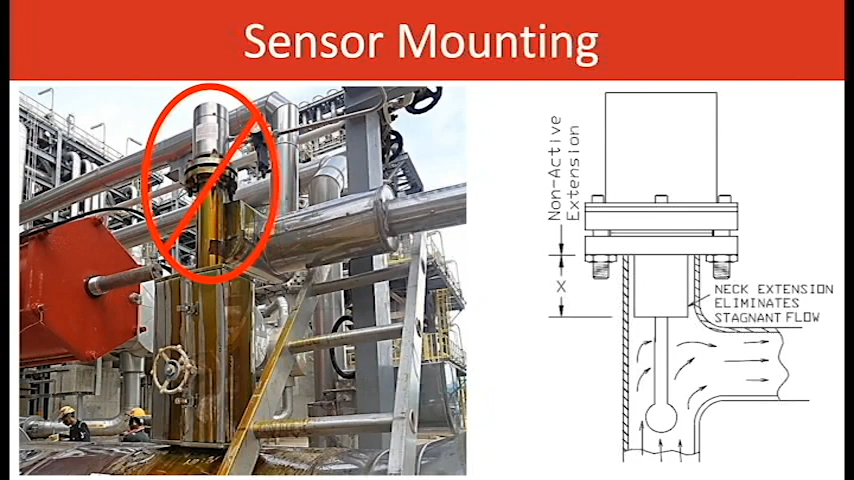 Sensor Mounting
Non-Active
Extension
X
NECK EXTENSION
ELIMINATES
STAGNANT FLOW